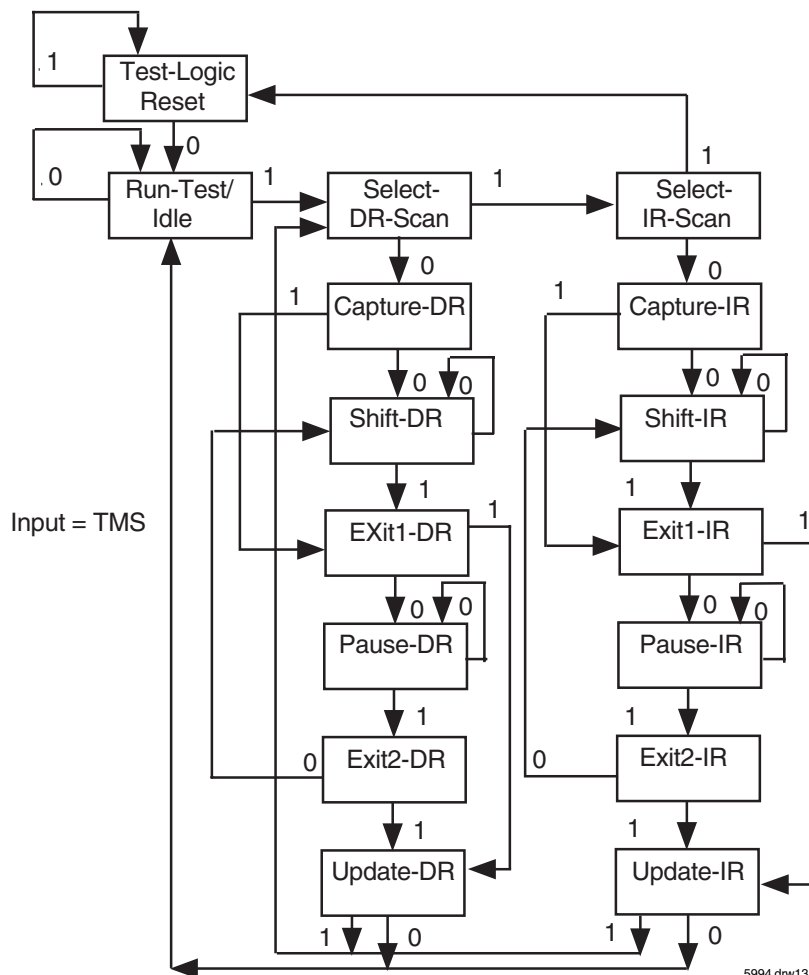 1
Test-Logic
Reset
0
1
0
Run-Test/
Idle
1
Select-
DR-Scan
1
Select-
IR-Scan
0
0
1
Capture-DR
1
Capture-IR
0
0
0
0
Shift-DR
Shift-IR
1
1
Input = TMS
EXit1-DR
1
Exit1-IR
1
0
0
0
0
Pause-DR
Pause-IR
1
1
0
Exit2-DR
0
Exit2-IR
1
1
Update-DR
Update-IR
1
0
1
0
5994 drw13